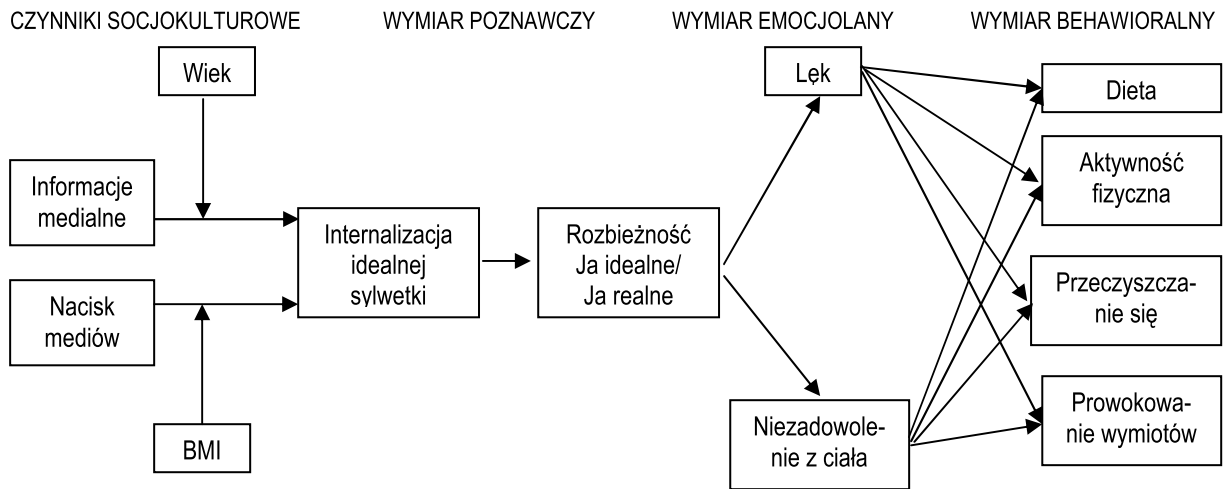 CZYNNIKI SOCJOKULTUROWE
WYMIAR POZNAWCZY
WYMIAR EMOCJOLANY
WYMIAR BEHAWIORALNY
Wiek
Informacje
medialne
Nacisk
mediów
BMI
Internalizacja
idealnej
sylwetki
Rozbieżność
Ja idealne/
Ja realne
Lęk
Niezadowole-
nie z ciała
Dieta
Aktywność
fizyczna
Przeczyszcza-
nie się
Prowokowa-
nie wymiotów